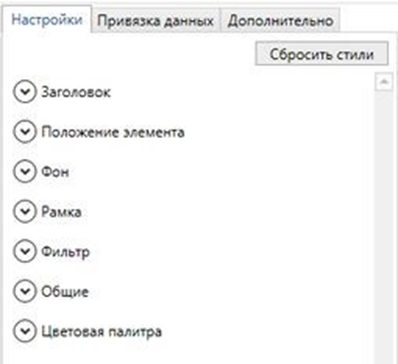 Настройки Привязка данных Дополнительно
Сбросить стили
Заголовок
Положение элемента
Фон
Рамка
Фильтр
Общие
Цветовая палитра